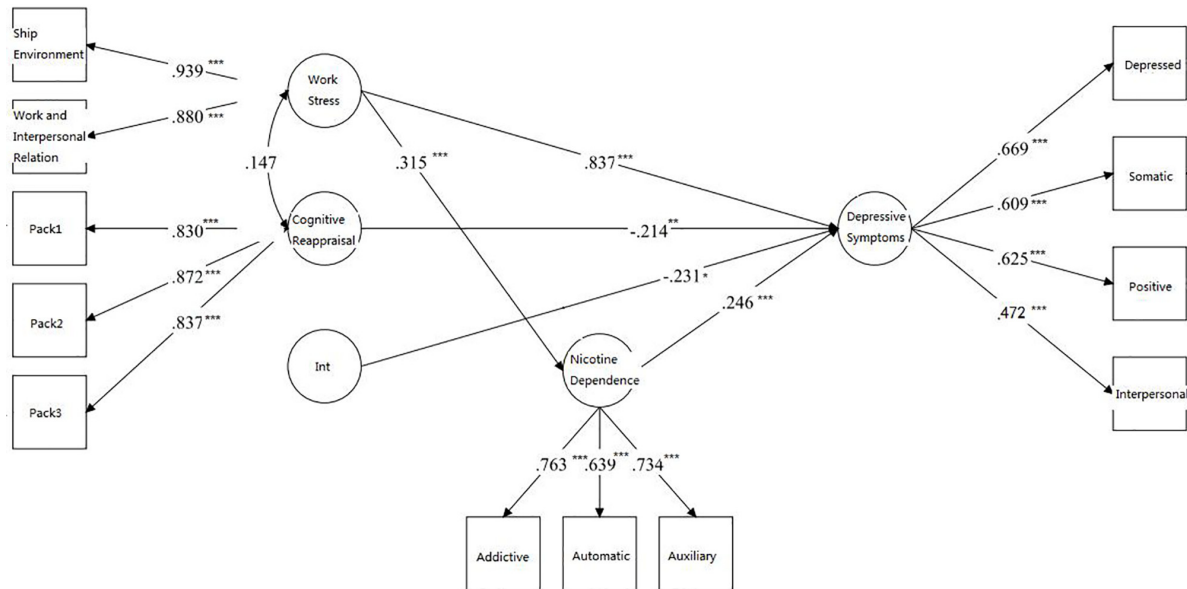 Ship
Environment
.939 ***
Work
Stress
Depressed
Work and
Interpersonal
Relation
.880 ***
.147
.315 ***
.837 ***
.669 ***
Somatic
Pack1
.830 ***
Cognitive
Reappraisal
-.214 **
Depressive
Symptoms
.609 ***
.872 ***
-.231 *
.625 ***
Positive
Pack2
.837 ***
.246 ***
.472 ***
Int
Nicotine
Dependence
Interpersonal
Pack3
.763 *** .639 *** .734 ***
Addictive
Automatic
Auxiliary